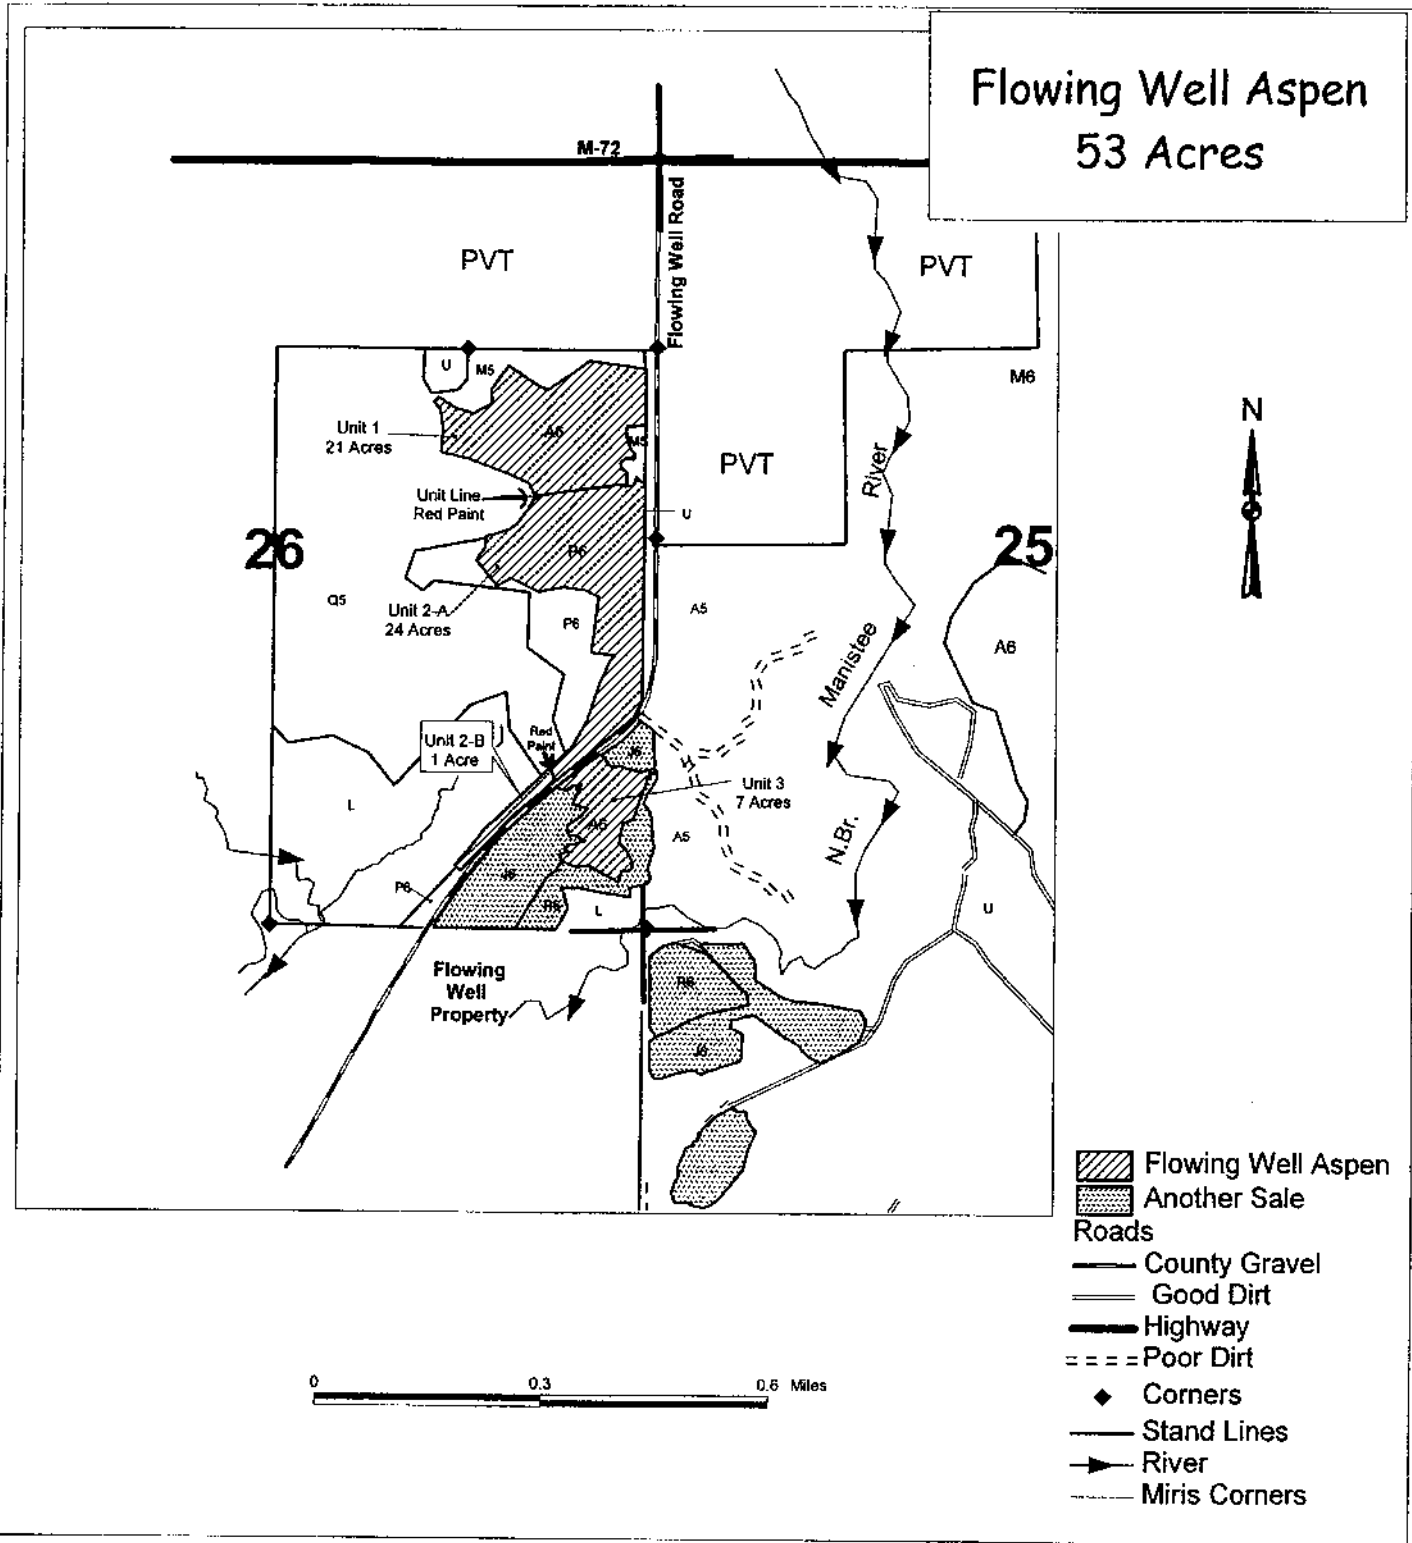 Flowing Well Aspen
53 Acres
M-72
Flowing Well Road
PVT
PVT
U
M5
M6
Unit 1
21 Acres
A5
M5
N
PVT
River
Unit Line
Red Paint
U
26
25
P6
Q5
Unit 2-A
24 Acres
P6
A5
A6
Manistee
Unit 2-B
1 Acre
Red
Paint
J6
Unit 3
7 Acres
L
A5
A5
N.Br.
P6
J6
R5
L
U
Flowing
Well
Property
R6
J6
Flowing Well Aspen
Another Sale
Roads
County Gravel
Good Dirt
Highway
Poor Dirt
Corners
Stand Lines
River
Miris Corners
0
0.3
0.6 Miles